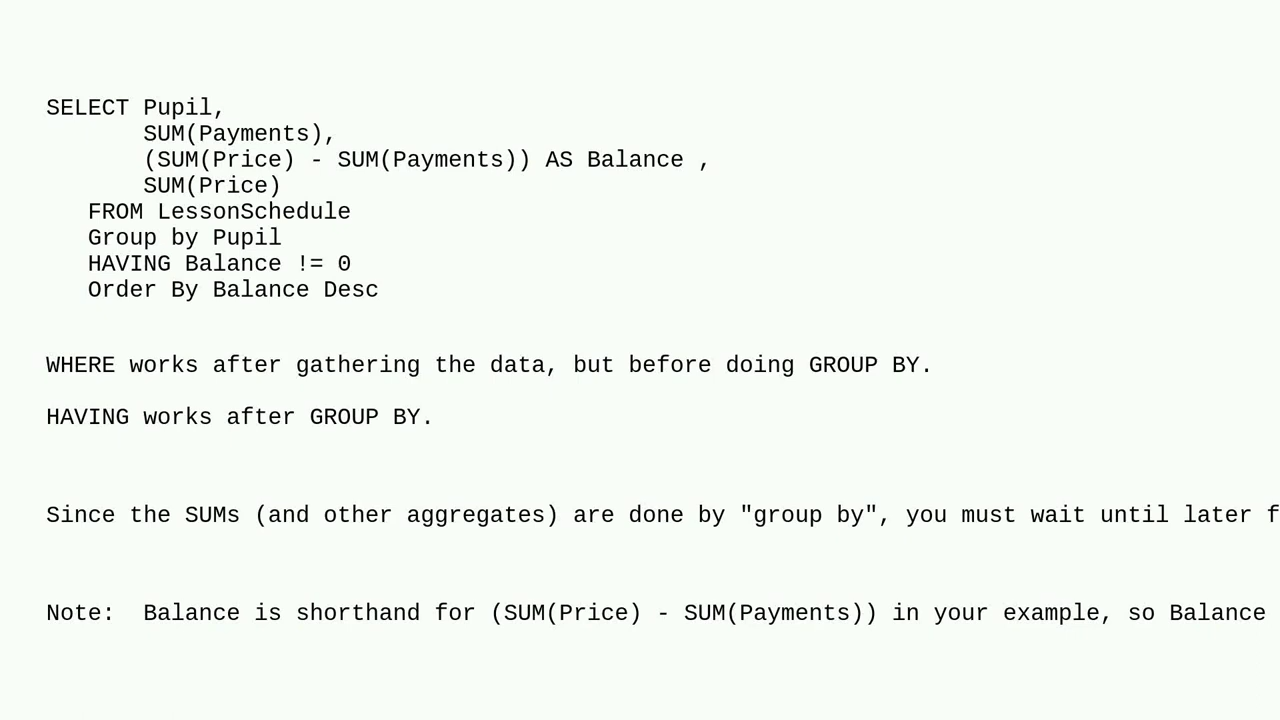 SELECT Pupil,
SUM(Payments),
(SUM(Price) - SUM(Payments)) AS Balance ,
SUM(Price)
FROM LessonSchedule
Group by Pupil
HAVING Balance != 0
Order By Balance Desc
WHERE works after gathering the data, but before doing GROUP BY.
HAVING works after GROUP BY.
Since the SUMs (and other aggregates) are done by "group by", you must wait until later
Note:  Balance is shorthand for (SUM(Price) - SUM(Payments)) in your example, so Balance